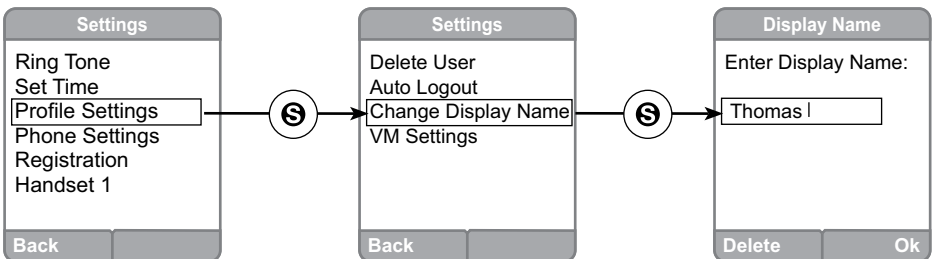 Settings
Ring Tone
Set Time
Profile Settings
Phone Settings
Registration
Handset 1
Back
S
Settings
Delete User
Auto Logout
Change Display Name
VM Settings
Back
S
Display Name
Enter Display Name:
Thomas
Delete Ok